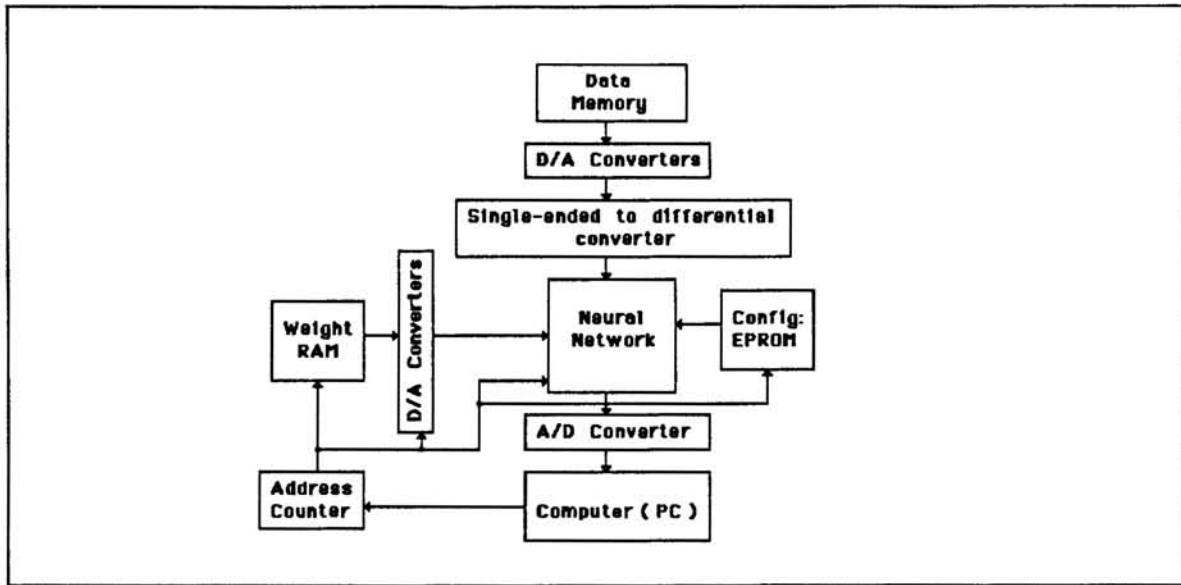 Data
Memory
D/A Converters
Single-ended to differential
converter
D/A Converters
Weight
RAM
Neural
Network
Config:
EPROM
A/D Converter
Address
Counter
Computer ( PC )